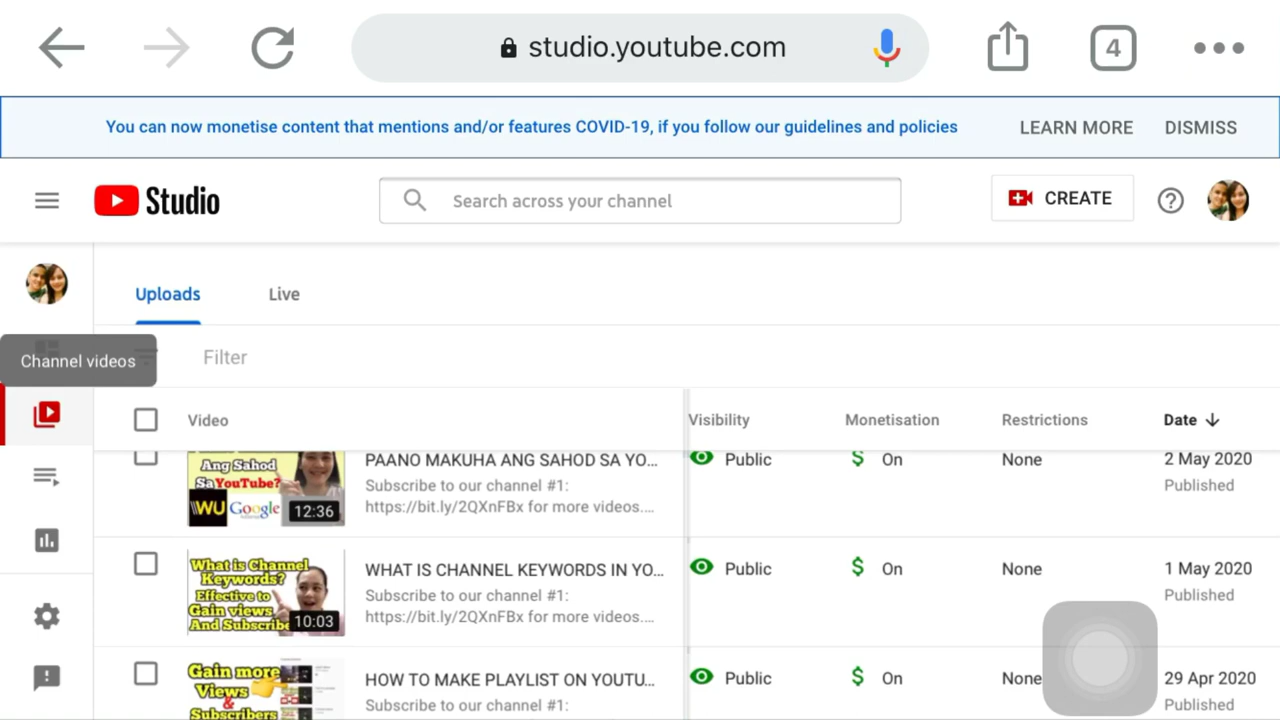 studio.youtube.com
4
You can now monetise content that mentions and/or features COVID-19, if you follow our guidelines and policies
LEARN MORE
DISMISS
Studio
Search across your channel
CREATE
Uploads
Live
Channel videos
Filter
Video
Visibility
Monetisation
Restrictions
Date
Ang Sahod
Sa YouTube?
WU Google
12:36
PAANO MAKUHA ANG SAHOD SA YO...
Subscribe to our channel #1:
https://bit.ly/2QXnFBx for more videos....
Public
$ On
None
2 May 2020
Published
What is Channel
Keywords?
Effective to
Gain views
And Subscribe
10:03
WHAT IS CHANNEL KEYWORDS IN YO...
Subscribe to our channel #1:
https://bit.ly/2QXnFBx for more videos....
Public
$ On
None
1 May 2020
Published
Gain more
Views
&
Subscribers
HOW TO MAKE PLAYLIST ON YOUTU...
Subscribe to our channel #1:
Public
$ On
None
29 Apr 2020
Published